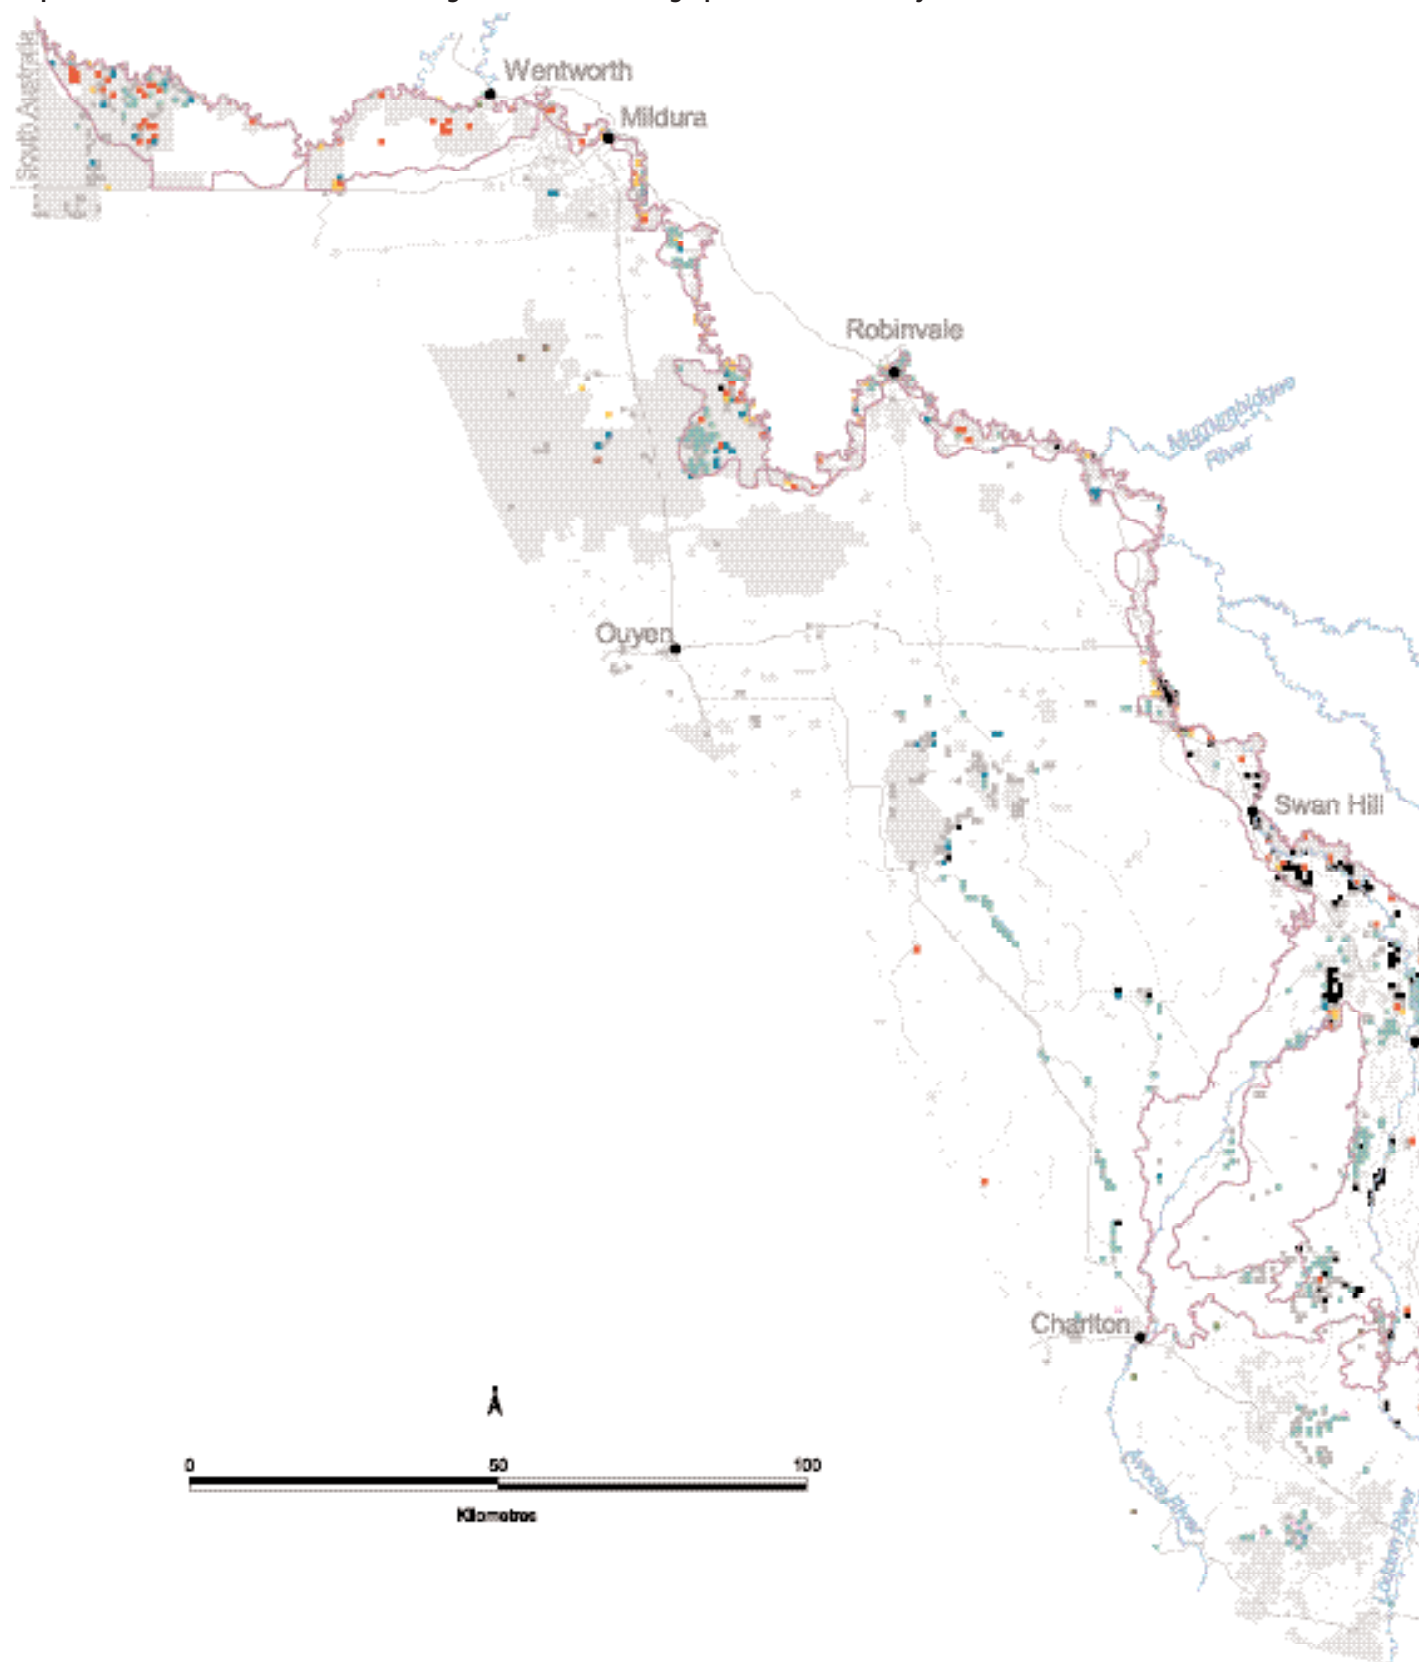 South Australia
Wentworth
Mildura
Robinvale
Murrumbidgee
River
Ouyen
Swan Hill
Charlton
0 50 100
Kilometres
Avoca River
Loddon River